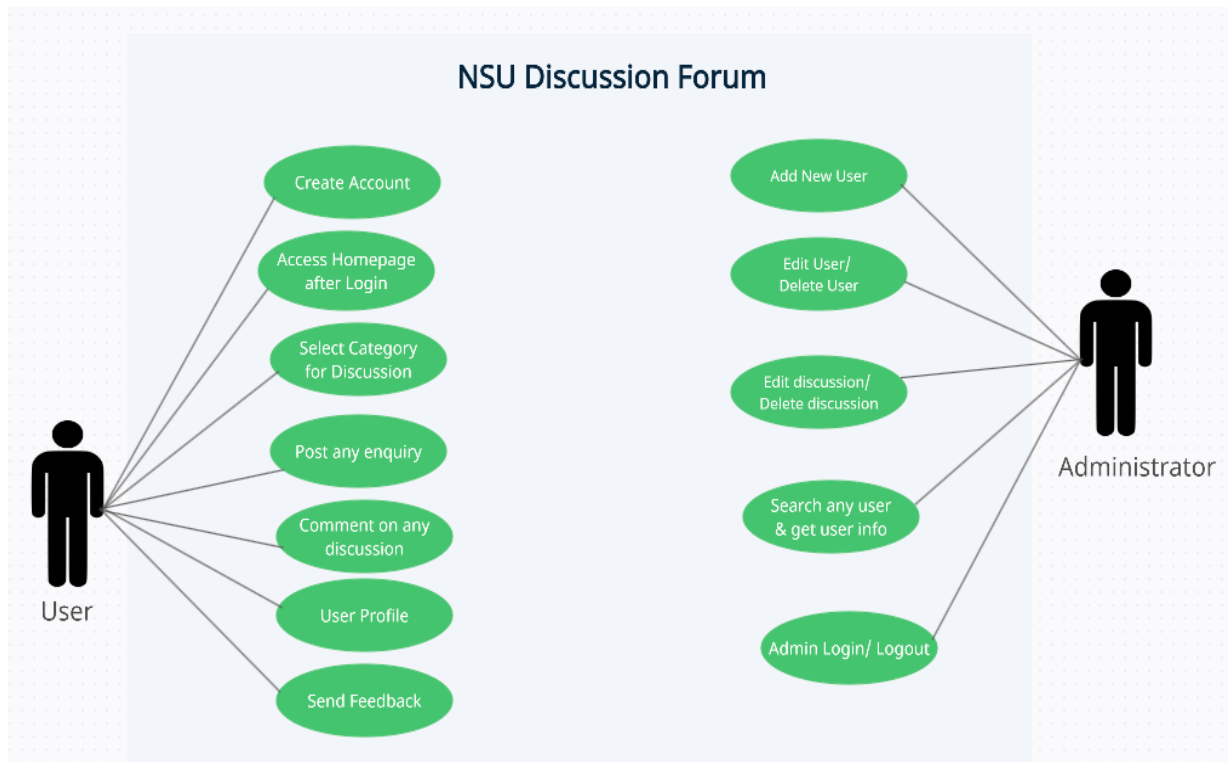 NSU Discussion Forum
Create Account
Access Homepage
after Login
Select Category
for Discussion
Post any enquiry
Comment on any
discussion
User Profile
Send Feedback
User
Add New User
Edit User/
Delete User
Edit discussion/
Delete discussion
Search any user
& get user info
Admin Login/ Logout
Administrator